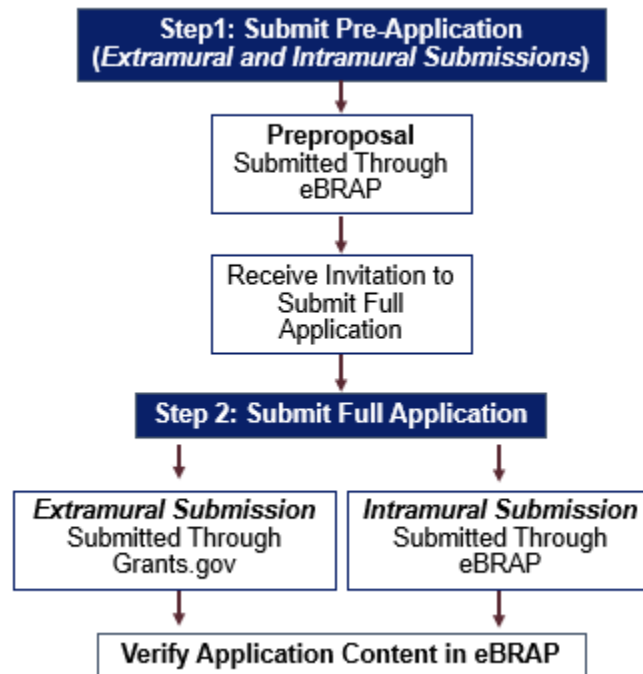 Step1: Submit Pre-Application
(Extramural and Intramural Submissions)
Preproposal
Submitted Through
eBRAP
Receive Invitation to
Submit Full
Application
Step 2: Submit Full Application
Extramural Submission
Submitted Through
Grants.gov
Intramural Submission
Submitted Through
eBRAP
Verify Application Content in eBRAP